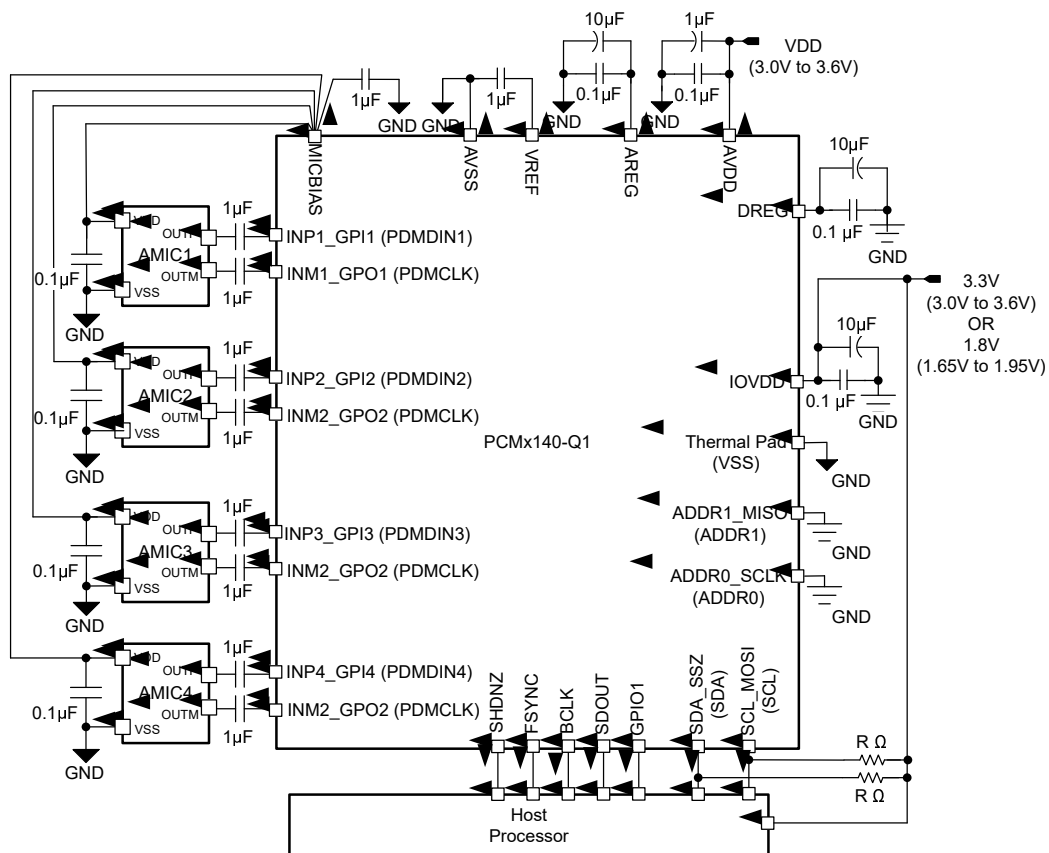 10µF
1µF
VDD
(3.0V to 3.6V)
1µF
1µF
0.1µF
0.1µF
GND
GND
GND
GND
MICBIAS
AVSS
VREF
AREG
AVDD
10µF
DREG
0.1 µF
GND
VDD
OUTP
AMIC1
OUTM
VSS
0.1µF
GND
1µF
1µF
INP1_GPI1 (PDMDIN1)
INM1_GPO1 (PDMCLK)
3.3V
(3.0V to 3.6V)
OR
1.8V
(1.65V to 1.95V)
10µF
IOVDD
0.1 µF
GND
VDD
OUTP
AMIC2
OUTM
VSS
0.1µF
GND
1µF
1µF
INP2_GPI2 (PDMDIN2)
INM2_GPO2 (PDMCLK)
PCMx140-Q1
Thermal Pad
(VSS)
GND
VDD
OUTP
AMIC3
OUTM
VSS
0.1µF
GND
1µF
1µF
INP3_GPI3 (PDMDIN3)
INM2_GPO2 (PDMCLK)
ADDR1_MISO
(ADDR1)
GND
ADDR0_SCLK
(ADDR0)
GND
VDD
OUTP
AMIC4
OUTM
VSS
0.1µF
GND
1µF
1µF
INP4_GPI4 (PDMDIN4)
INM2_GPO2 (PDMCLK)
SHDNZ
FSYNC
BCLK
SDOUT
GPIO1
SDA_SSZ
(SDA)
SCL_MOSI
(SCL)
R Ω
R Ω
Host
Processor